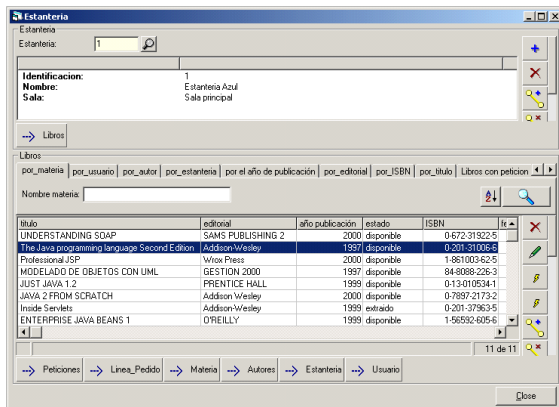 Estanteria
Estanteria
Estanteria: 1
Identificacion: 1
Nombre: Estanteria Azul
Sala: Sala principal
Libros
Libros
por_materia por_usuario por_autor por_estanteria por el año de publicación por_editorial por_ISBN por_titulo Libros con peticion
Nombre materia:
titulo editorial año publicación estado ISBN
UNDERSTANDING SOAP SAMS PUBLISHING 2 2000 disponible 0-672-31922-5
The Java programming language Second Edition Addison-Wesley 1997 disponible 0-201-31006-6
Professional JSP Wrox Press 2000 disponible 1-861003-62-5
MODELADO DE OBJETOS CON UML GESTION 2000 1997 disponible 84-8088-226-3
JUST JAVA 1.2 PRENTICE HALL 1999 disponible 0-13-010534-1
JAVA 2 FROM SCRATCH Addison Wesley 2000 disponible 0-7897-2173-2
Inside Servlets Addison-Wesley 1999 extraido 0-201-37963-5
ENTERPRISE JAVA BEANS 1 O'REILLY 1999 disponible 1-56592-605-6
11 de 11
Peticiones Linea_Pedido Materia Autores Estanteria Usuario
Close